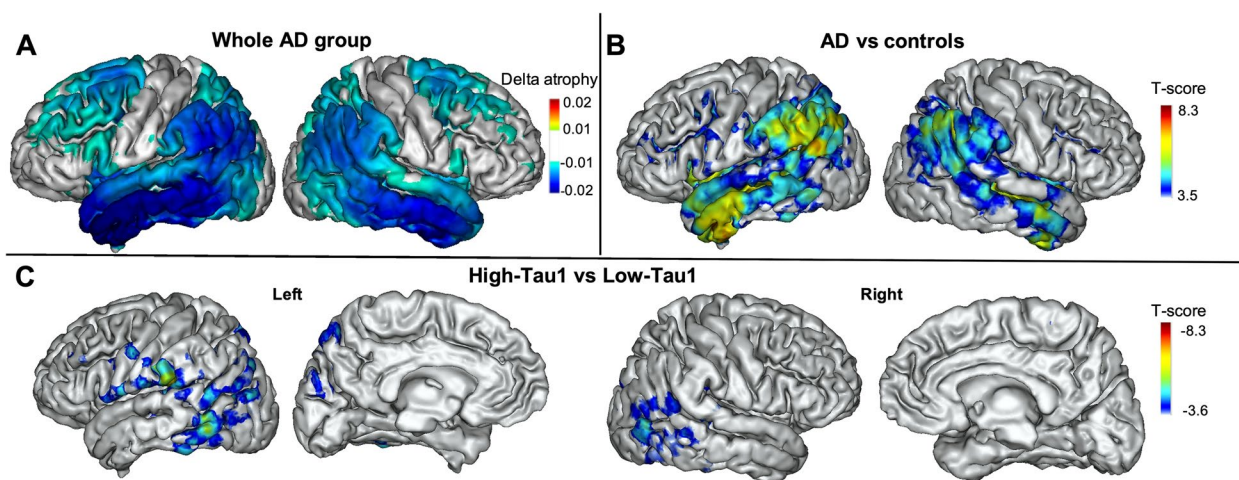 A
Whole AD group
Delta atrophy
0.02
0.01
-0.01
-0.02
B
AD vs controls
T-score
8.3
3.5
C
High-Tau1 vs Low-Tau1
Left
Right
T-score
-8.3
-3.6